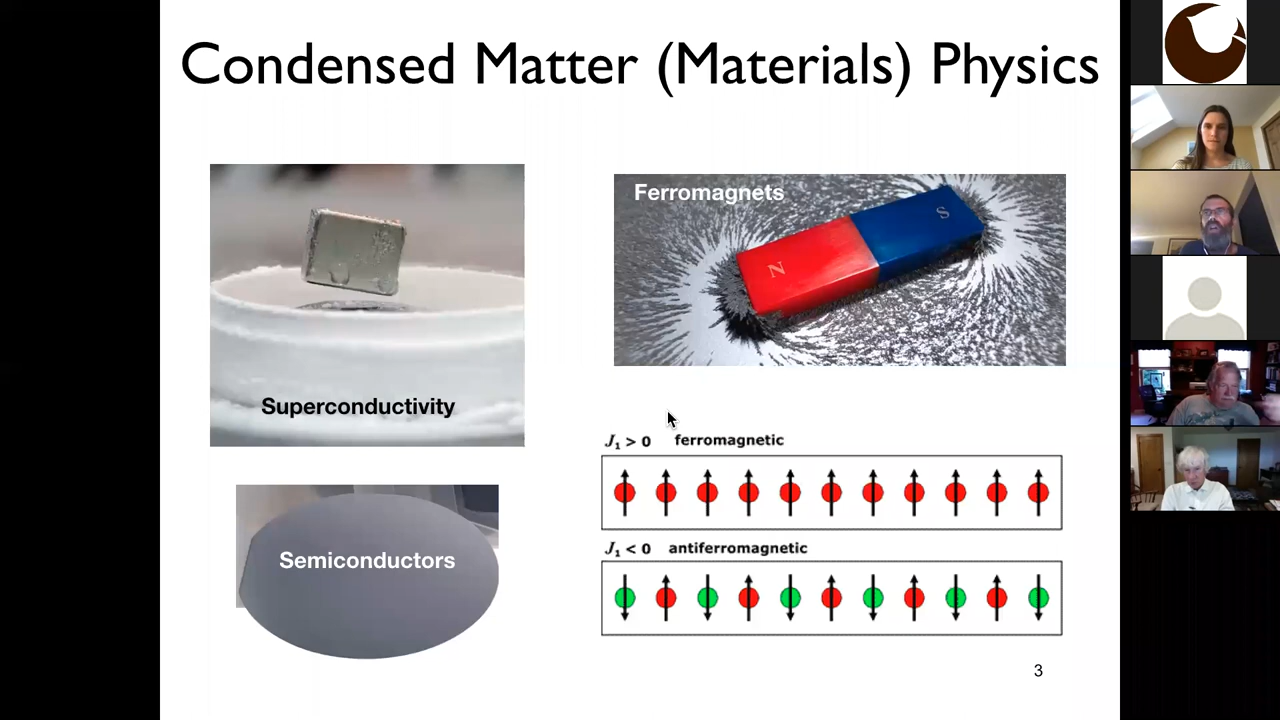 Condensed Matter (Materials) Physics
Superconductivity
Ferromagnets
N
S
J₁ > 0 ferromagnetic
J₁ < 0 antiferromagnetic
Semiconductors
3